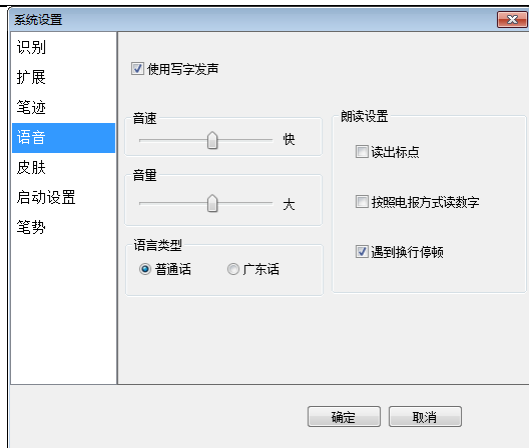 系统设置
识别
扩展
笔迹
语音
皮肤
启动设置
笔势
使用写字发声
音速
快
音量
大
语言类型
普通话 广东话
朗读设置
读出标点
按照电报方式读数字
遇到换行停顿
确定 取消